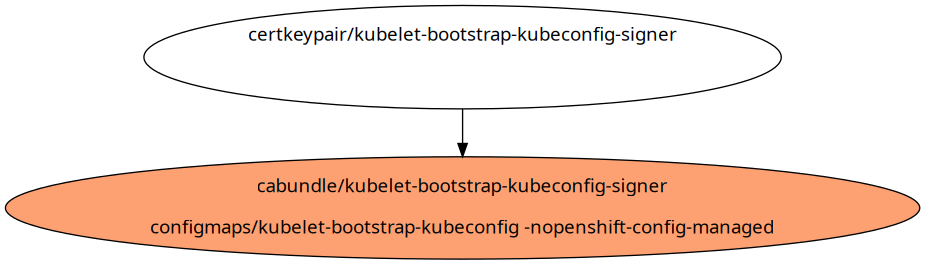 certkeypair/kubelet-bootstrap-kubeconfig-signer
cabundle/kubelet-bootstrap-kubeconfig-signer
configmaps/kubelet-bootstrap-kubeconfig -nopenshift-config-managed